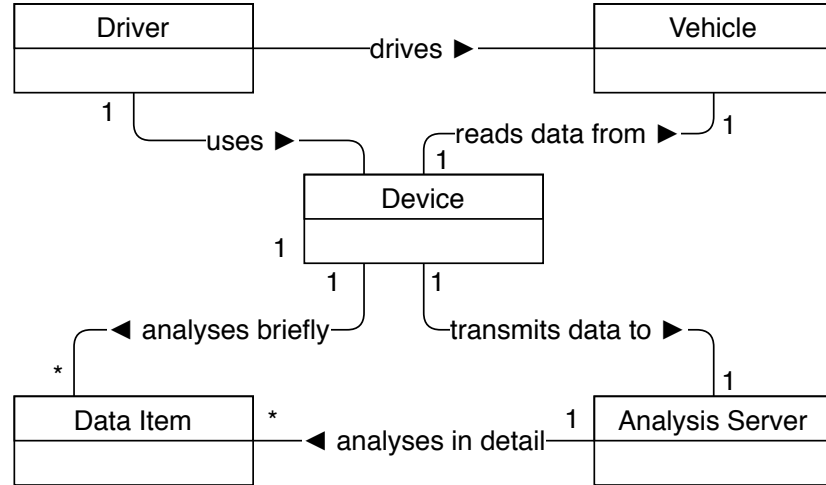 Driver
Vehicle
drives ►
1
uses ►
reads data from ►
1
1
Device
1
1
1
◄ analyses briefly
transmits data to ►
*
1
Data Item
*
◄ analyses in detail
1
Analysis Server